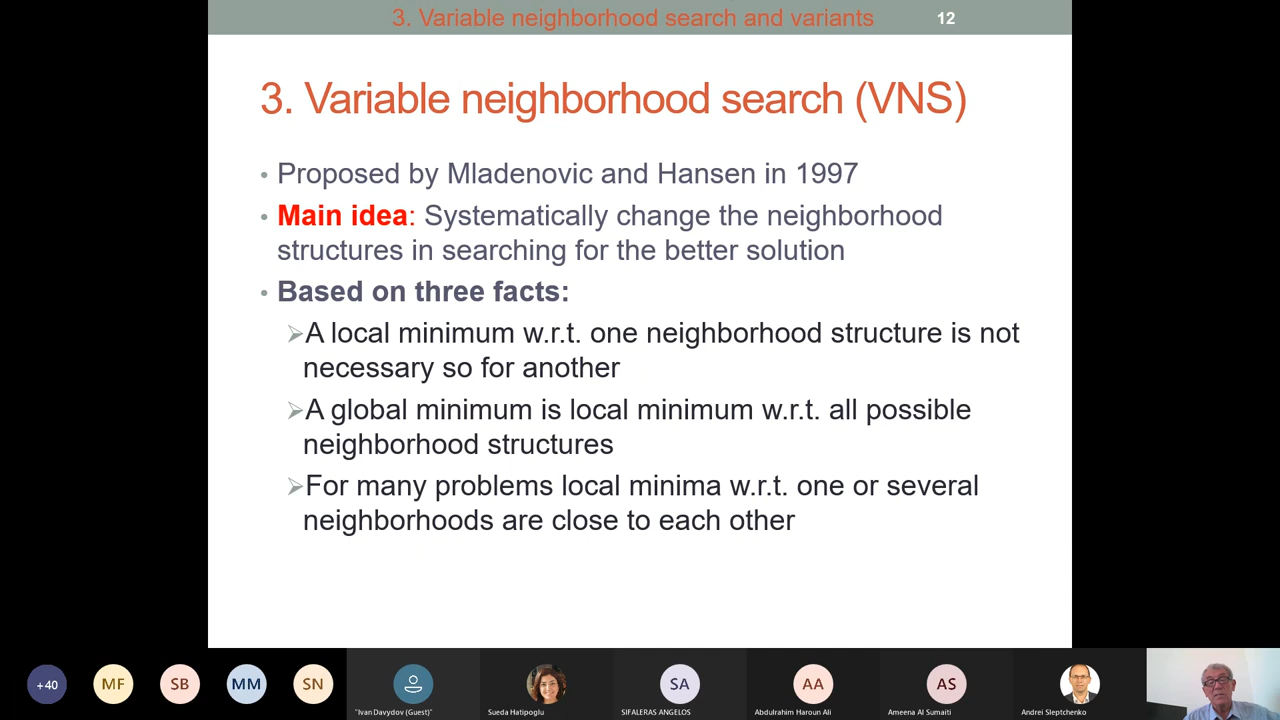 3. Variable neighborhood search and variants 12
3. Variable neighborhood search (VNS)
• Proposed by Mladenovic and Hansen in 1997
• Main idea: Systematically change the neighborhood
structures in searching for the better solution
• Based on three facts:
➢A local minimum w.r.t. one neighborhood structure is not
necessary so for another
➢A global minimum is local minimum w.r.t. all possible
neighborhood structures
➢For many problems local minima w.r.t. one or several
neighborhoods are close to each other
+40 MF SB MM SN SA AA AS
"Ivan Davydov (Guest)" Sueda Hatipoglu SIFALERAS ANGELOS Abdulrahim Haroun Ali Ameena Al Sumaiti Andrei Sleptchenko